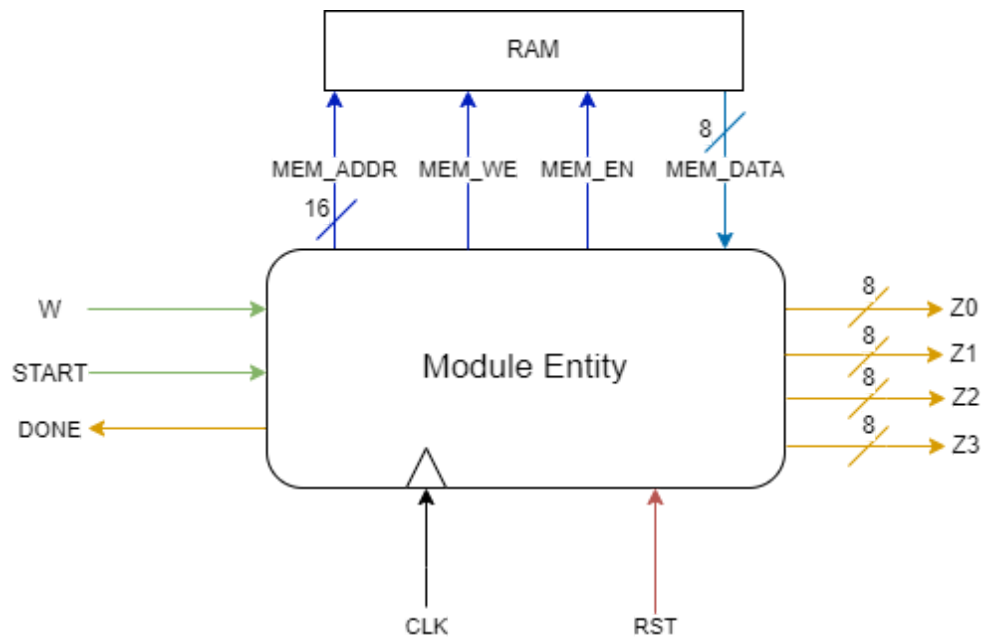 RAM
8
MEM_ADDR MEM_WE MEM_EN MEM_DATA
16
W
START
DONE
Module Entity
8
Z0
8
Z1
8
Z2
8
Z3
CLK
RST